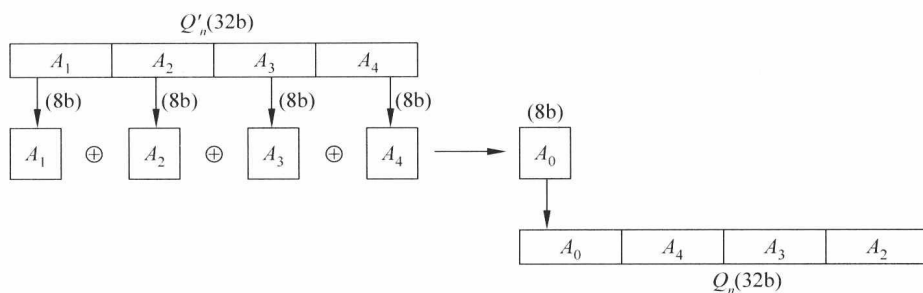 Q'ₙ(32b)
A₁ A₂ A₃ A₄
(8b) (8b) (8b) (8b) (8b)
A₁ ⊕ A₂ ⊕ A₃ ⊕ A₄ A₀
A₀ A₄ A₃ A₂
Qₙ(32b)